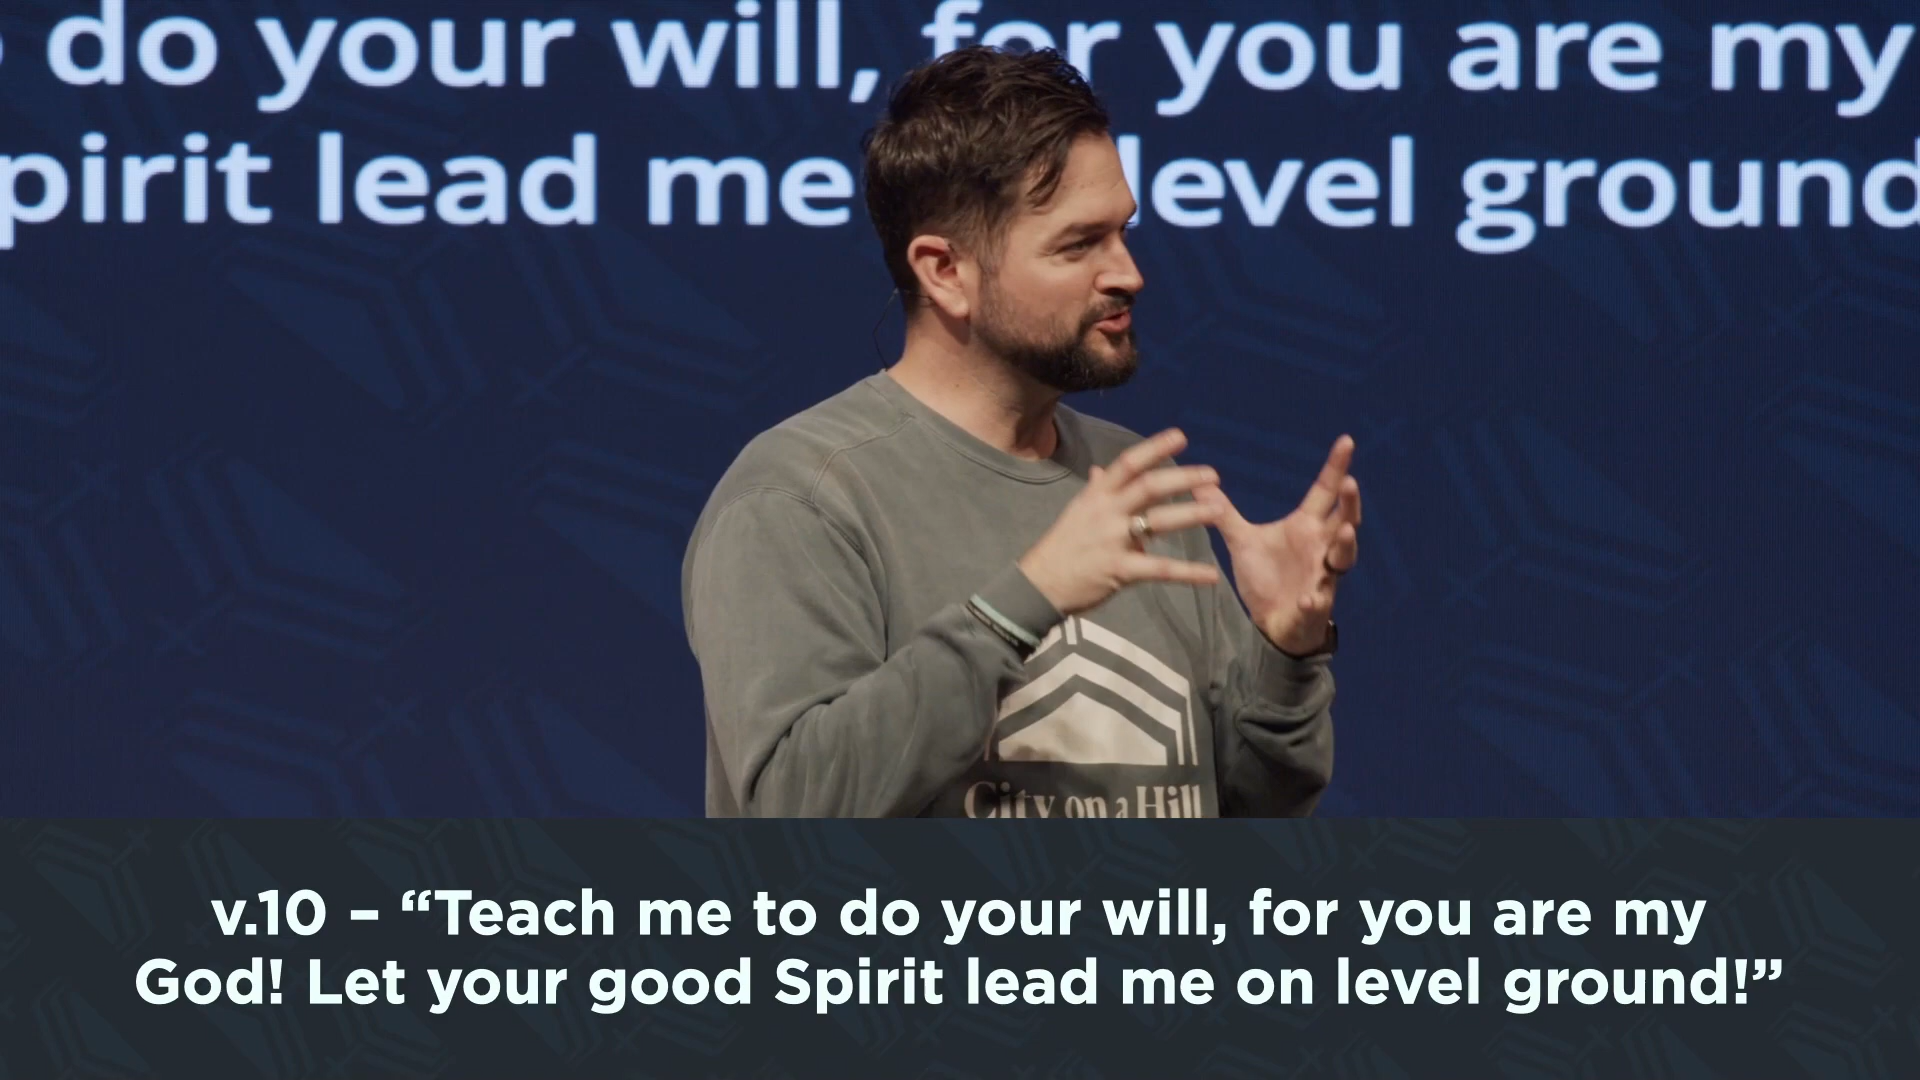 do your will, for you are my
pirit lead me level ground
City on a Hill
v.10 – “Teach me to do your will, for you are my
God! Let your good Spirit lead me on level ground!”